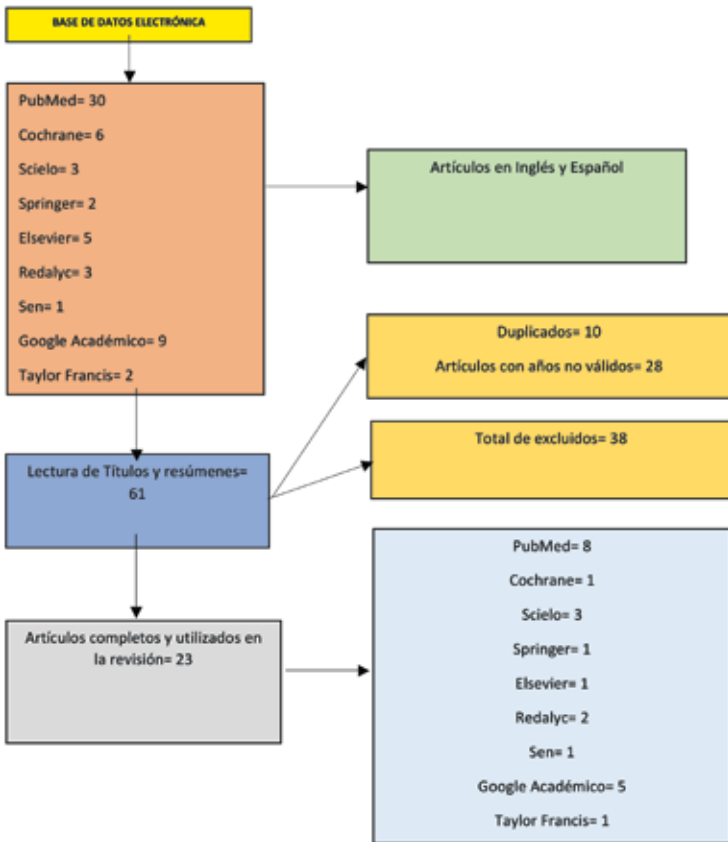 BASE DE DATOS ELECTRÓNICA
PubMed= 30
Cochrane= 6
Scielo= 3
Springer= 2
Elsevier= 5
Redalyc= 3
Sen= 1
Google Académico= 9
Taylor Francis= 2
Artículos en Inglés y Español
Duplicados= 10
Artículos con años no válidos= 28
Total de excluidos= 38
Lectura de Títulos y resúmenes=
61
Artículos completos y utilizados en
la revisión= 23
PubMed= 8
Cochrane= 1
Scielo= 3
Springer= 1
Elsevier= 1
Redalyc= 2
Sen= 1
Google Académico= 5
Taylor Francis= 1